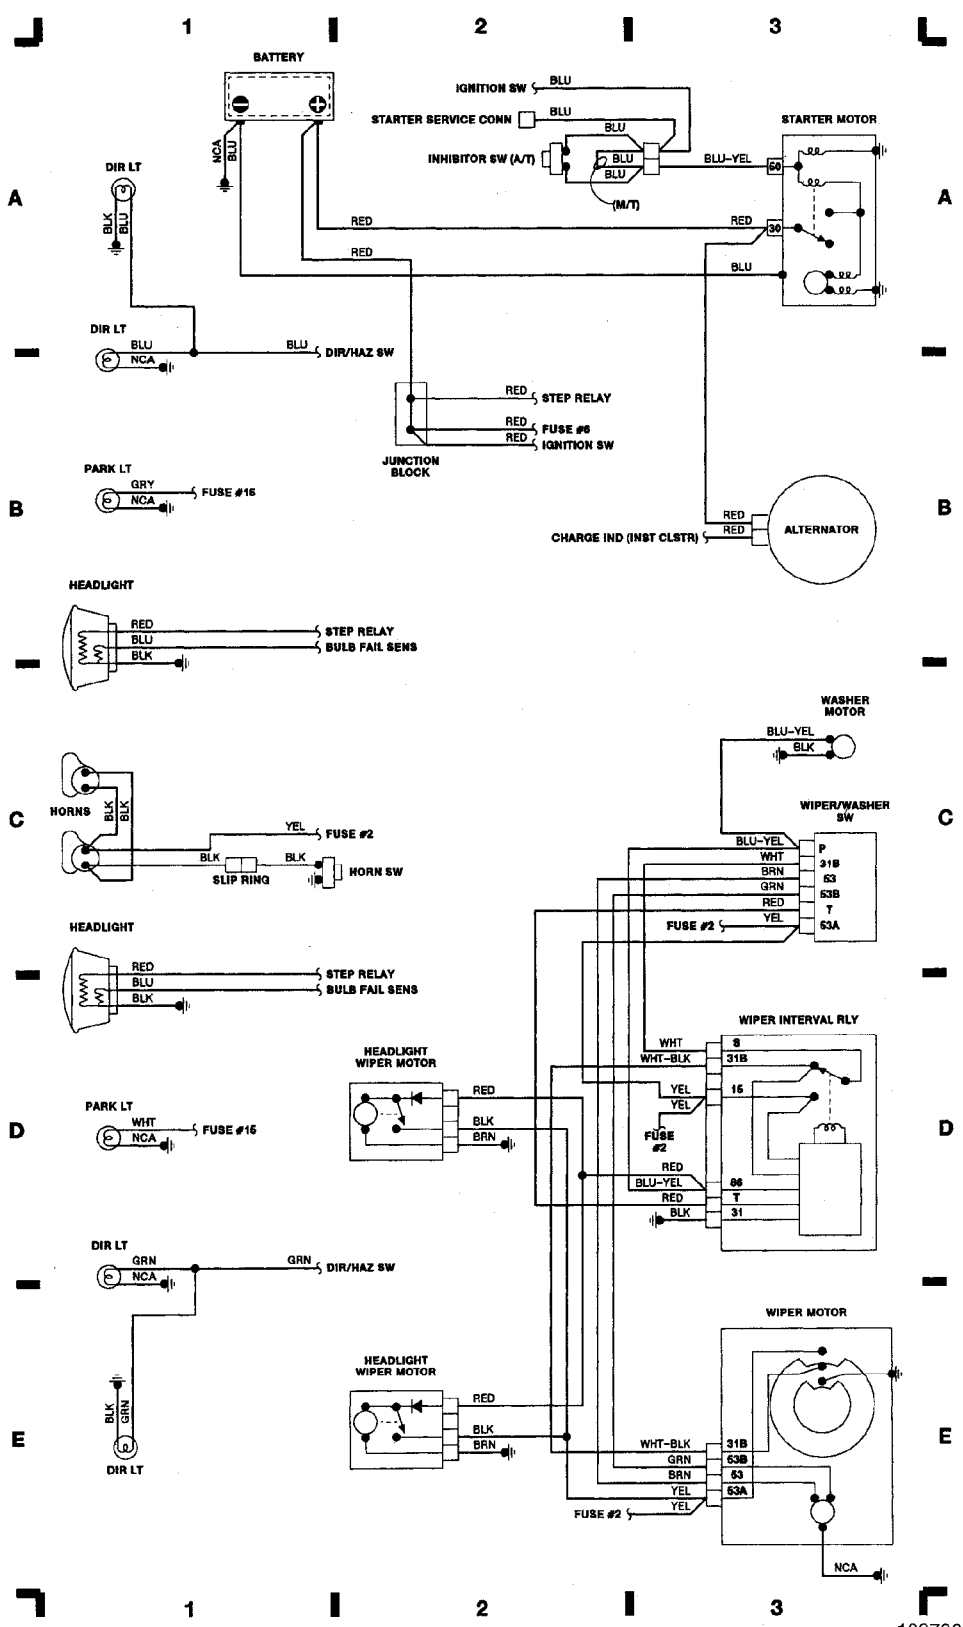 1 2 3
BATTERY
IGNITION SW BLU
STARTER SERVICE CONN BLU
STARTER MOTOR
BLU
INHIBITOR SW (A/T) BLU BLU-YEL 50
BLU
(M/T)
NCA
BLU
DIR LT
A A
BLK
BLU
RED RED 30
RED
BLU
DIR LT
BLU BLU DIR/HAZ SW
NCA
RED STEP RELAY
RED FUSE #6
RED IGNITION SW
JUNCTION
BLOCK
PARK LT
GRY FUSE #16
NCA
B B
RED
RED
CHARGE IND (INST CLSTR)
ALTERNATOR
HEADLIGHT
RED STEP RELAY
BLU BULB FAIL SENS
BLK
WASHER
MOTOR
BLU-YEL
BLK
HORNS
BLK
BLK
C C
WIPER/WASHER
SW
YEL FUSE #2
BLK BLK HORN SW
SLIP RING
BLU-YEL P
WHT 31B
BRN 53
GRN 53B
RED T
YEL 53A
FUSE #2
HEADLIGHT
RED STEP RELAY
BLU BULB FAIL SENS
BLK
WIPER INTERVAL RLY
WHT S
WHT-BLK 31B
YEL 15
YEL
FUSE
#2
HEADLIGHT
WIPER MOTOR
RED
BLK
BRN
PARK LT
WHT FUSE #15
NCA
D D
RED
BLU-YEL 86
RED T
BLK 31
DIR LT
GRN GRN DIR/HAZ SW
NCA
WIPER MOTOR
HEADLIGHT
WIPER MOTOR
RED
BLK
BRN
BLK
GRN
DIR LT
E E
WHT-BLK 31B
GRN 53B
BRN 53
YEL 53A
YEL
FUSE #2
NCA
1 2 3